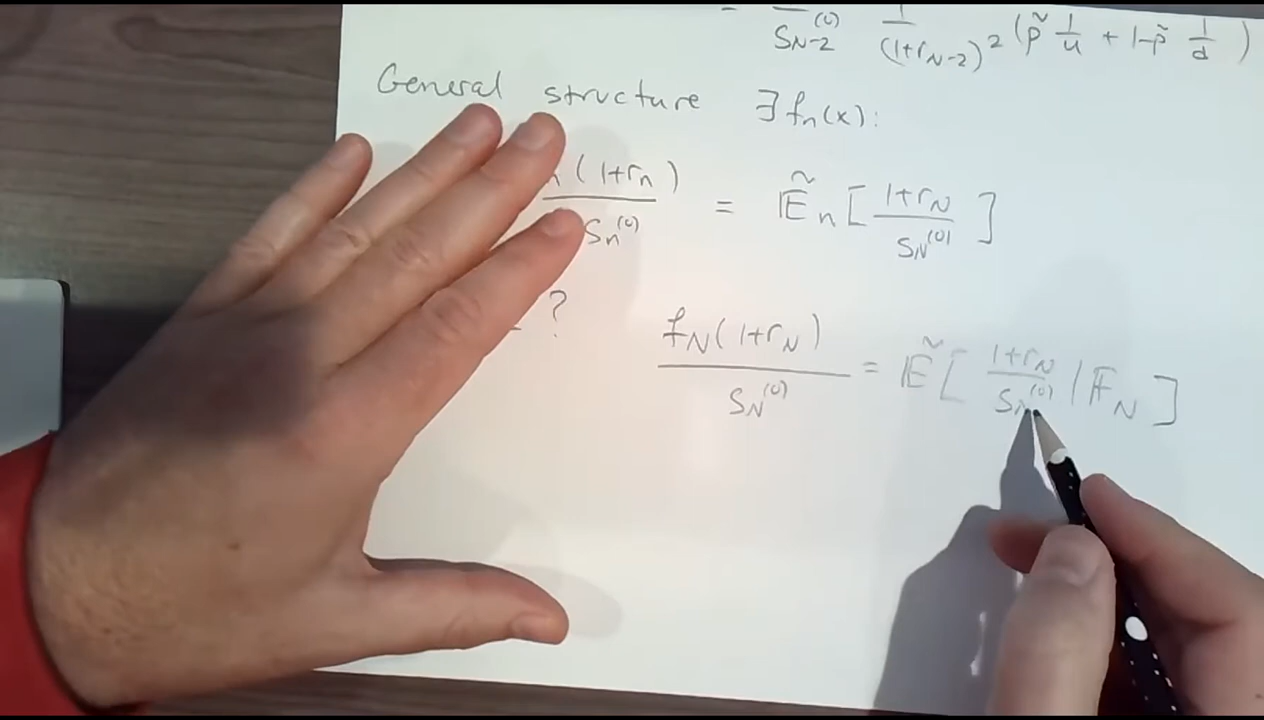 = 1/S_{N-2}^{(0)} 1/(1+r_{N-2})^2 (p̃ 1/u + 1-p̃ 1/d)
General structure ∃ f_n(x):
n(1+r_n)/S_n^{(0)} = 𝔼̃_n[(1+r_N)/S_N^{(0)}]
? f_N(1+r_N)/S_N^{(0)} = 𝔼̃[(1+r_N)/S_N^{(0)} | 𝔽_N]